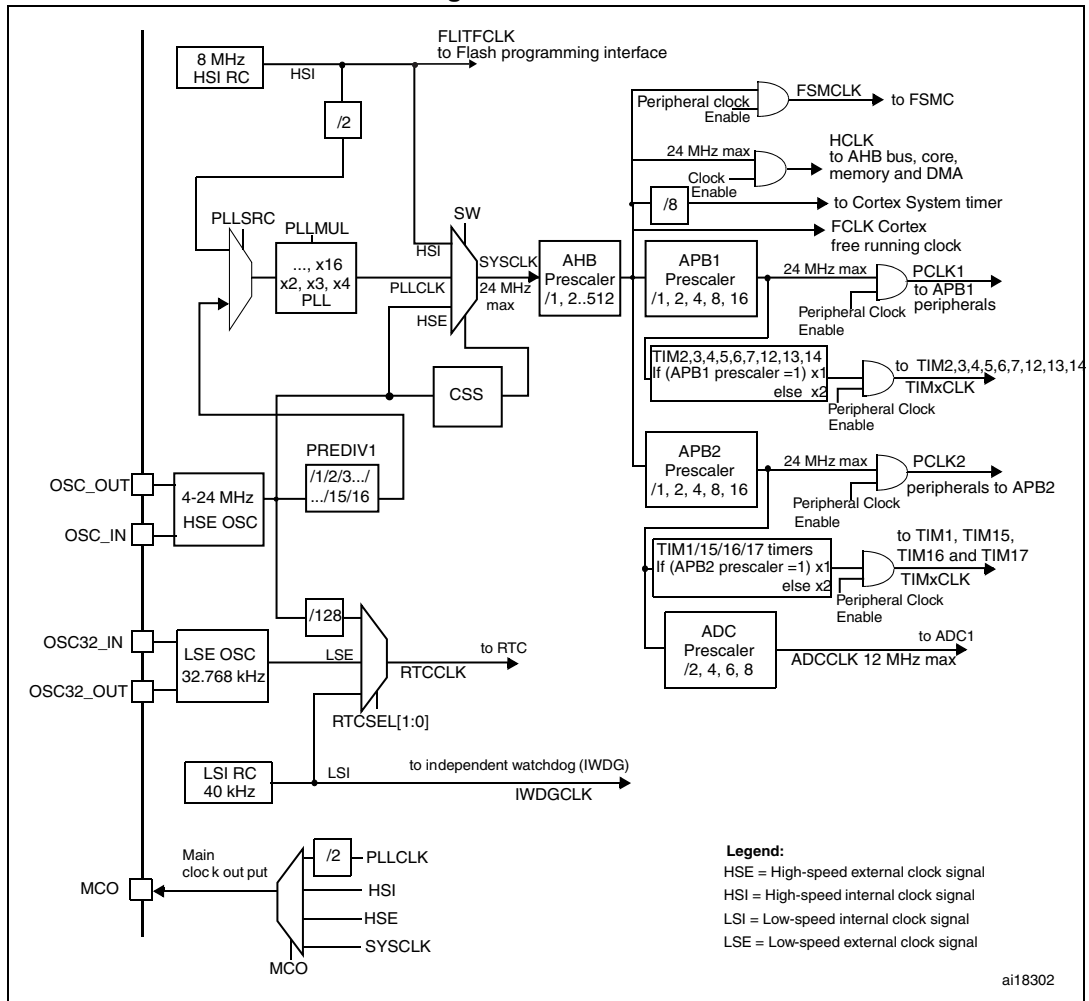 FLITFCLK
to Flash programming interface
8 MHz
HSI RC
HSI
/2
Peripheral clock
Enable
FSMCLK
to FSMC
24 MHz max
Clock
Enable
HCLK
to AHB bus, core,
memory and DMA
/8
to Cortex System timer
FCLK Cortex
free running clock
PLLSRC
PLLMUL
..., x16
x2, x3, x4
PLL
SW
HSI
PLLCLK
HSE
SYSCLK
24 MHz
max
AHB
Prescaler
/1, 2..512
APB1
Prescaler
/1, 2, 4, 8, 16
24 MHz max
PCLK1
to APB1
peripherals
Peripheral Clock
Enable
TIM2,3,4,5,6,7,12,13,14
If (APB1 prescaler =1) x1
else x2
to TIM2,3,4,5,6,7,12,13,14
TIMxCLK
Peripheral Clock
Enable
CSS
PREDIV1
/1/2/3...
.../15/16
OSC_OUT
OSC_IN
4-24 MHz
HSE OSC
APB2
Prescaler
/1, 2, 4, 8, 16
24 MHz max
PCLK2
peripherals to APB2
Peripheral Clock
Enable
TIM1/15/16/17 timers
If (APB2 prescaler =1) x1
else x2
to TIM1, TIM15,
TIM16 and TIM17
TIMxCLK
Peripheral Clock
Enable
ADC
Prescaler
/2, 4, 6, 8
to ADC1
ADCCLK 12 MHz max
/128
OSC32_IN
OSC32_OUT
LSE OSC
32.768 kHz
LSE
to RTC
RTCCLK
RTCSEL[1:0]
LSI RC
40 kHz
LSI
to independent watchdog (IWDG)
IWDGCLK
MCO
Main
clock output
/2
PLLCLK
HSI
HSE
SYSCLK
MCO
Legend:
HSE = High-speed external clock signal
HSI = High-speed internal clock signal
LSI = Low-speed internal clock signal
LSE = Low-speed external clock signal
ai18302